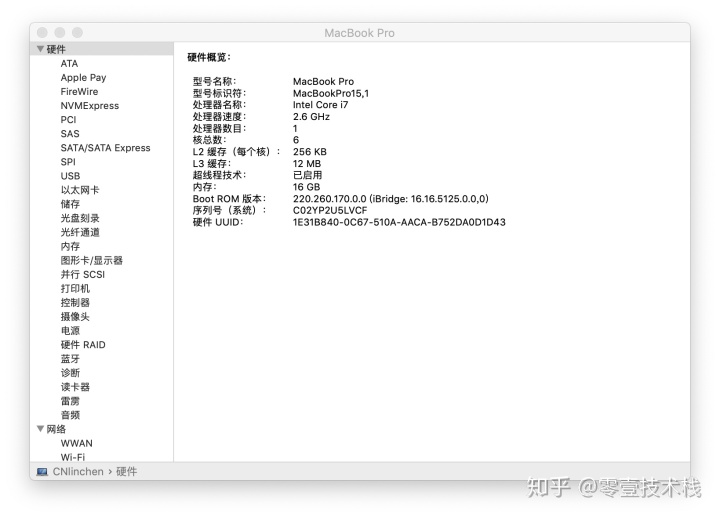 MacBook Pro
硬件
ATA
Apple Pay
FireWire
NVMExpress
PCI
SAS
SATA/SATA Express
SPI
USB
以太网卡
储存
光盘刻录
光纤通道
内存
图形卡/显示器
并行 SCSI
打印机
控制器
摄像头
电源
硬件 RAID
蓝牙
诊断
读卡器
雷雳
音频
网络
WWAN
Wi-Fi
硬件概览：
型号名称： MacBook Pro
型号标识符： MacBookPro15,1
处理器名称： Intel Core i7
处理器速度： 2.6 GHz
处理器数目： 1
核总数： 6
L2 缓存（每个核）： 256 KB
L3 缓存： 12 MB
超线程技术： 已启用
内存： 16 GB
Boot ROM 版本： 220.260.170.0.0 (iBridge: 16.16.5125.0.0,0)
序列号（系统）： C02YP2U5LVCF
硬件 UUID： 1E31B840-0C67-510A-AACA-B752DA0D1D43
CNlinchen › 硬件
知乎 @零壹技术栈